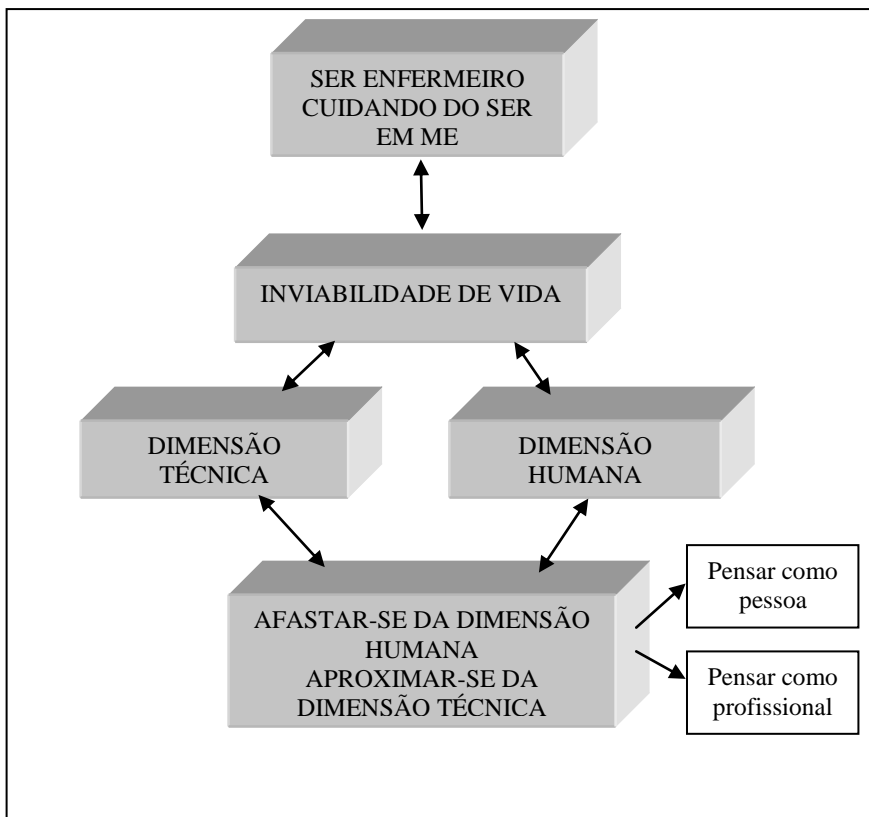 SER ENFERMEIRO
CUIDANDO DO SER
EM ME
INVIABILIDADE DE VIDA
DIMENSÃO
TÉCNICA
DIMENSÃO
HUMANA
AFASTAR-SE DA DIMENSÃO
HUMANA
APROXIMAR-SE DA
DIMENSÃO TÉCNICA
Pensar como
pessoa
Pensar como
profissional